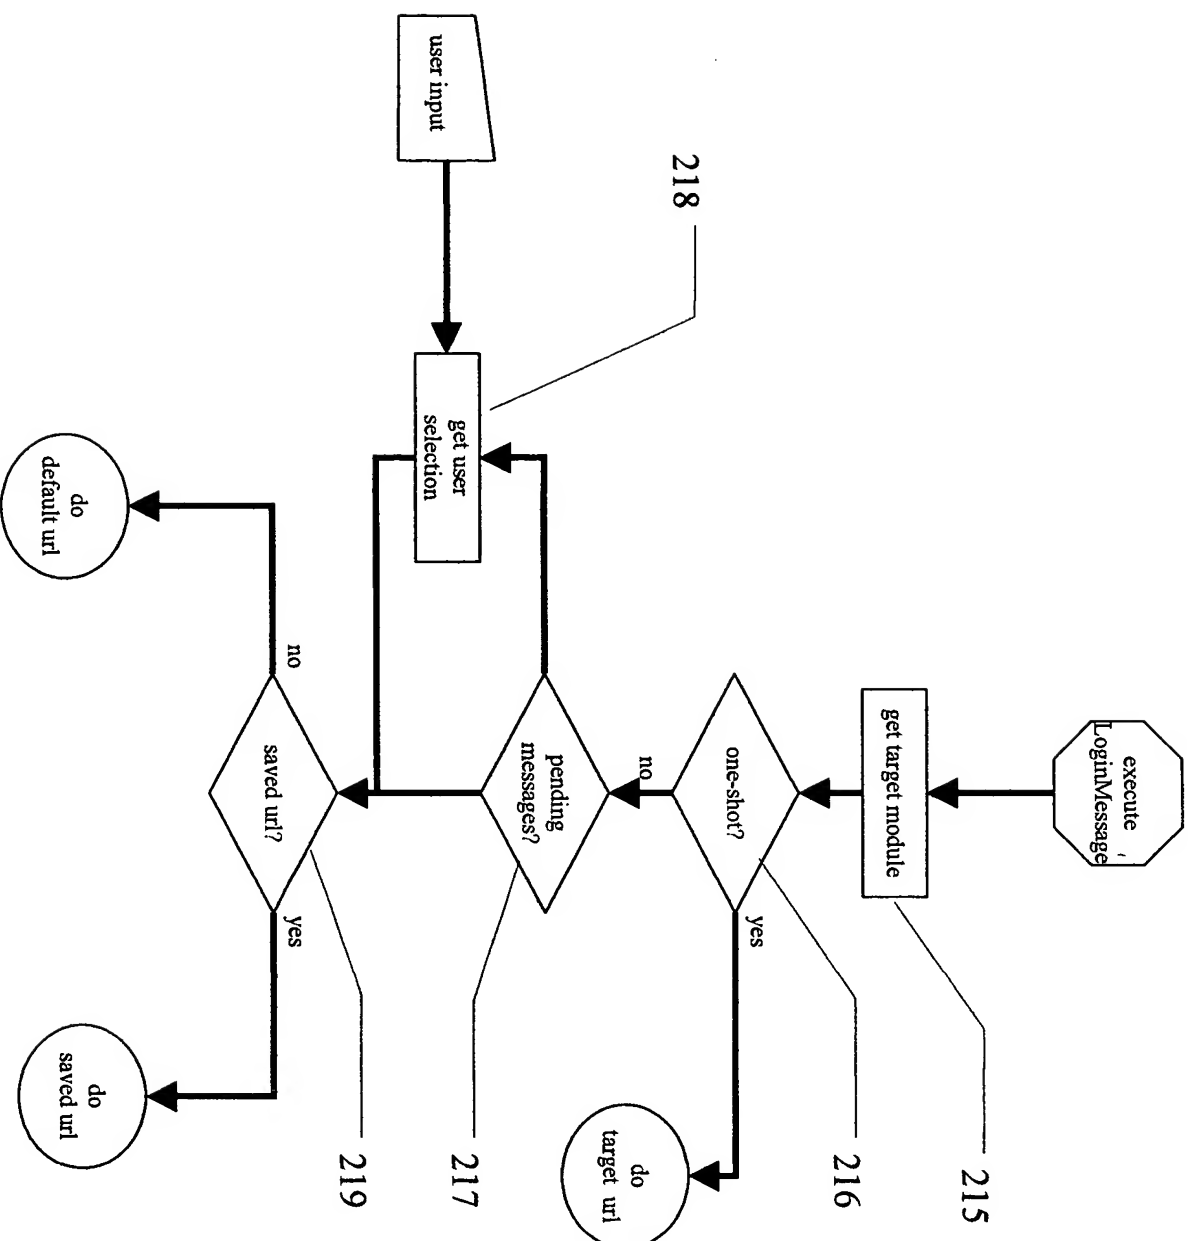 execute
LoginMessage
get target module
215
one-shot?
yes
216
no
do
target url
pending
messages?
217
218
user input
get user
selection
saved url?
219
no
yes
do
default url
do
saved url